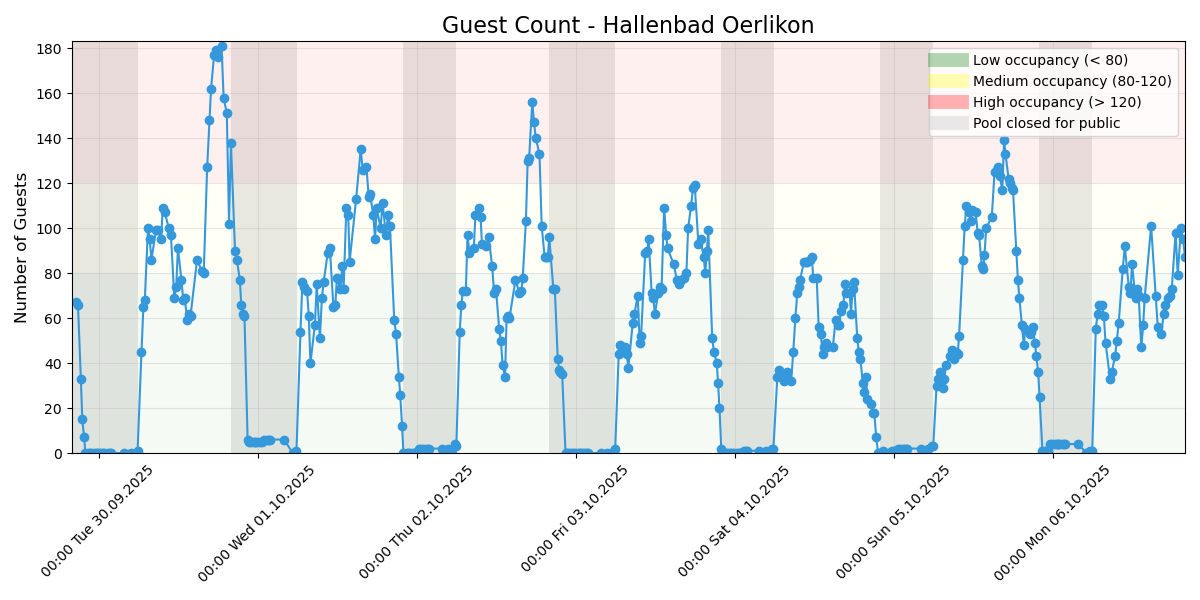 Guest Count - Hallenbad Oerlikon
Number of Guests
180
160
140
120
100
80
60
40
20
0
Low occupancy (< 80)
Medium occupancy (80-120)
High occupancy (> 120)
Pool closed for public
00:00 Tue 30.09.2025
00:00 Wed 01.10.2025
00:00 Thu 02.10.2025
00:00 Fri 03.10.2025
00:00 Sat 04.10.2025
00:00 Sun 05.10.2025
00:00 Mon 06.10.2025